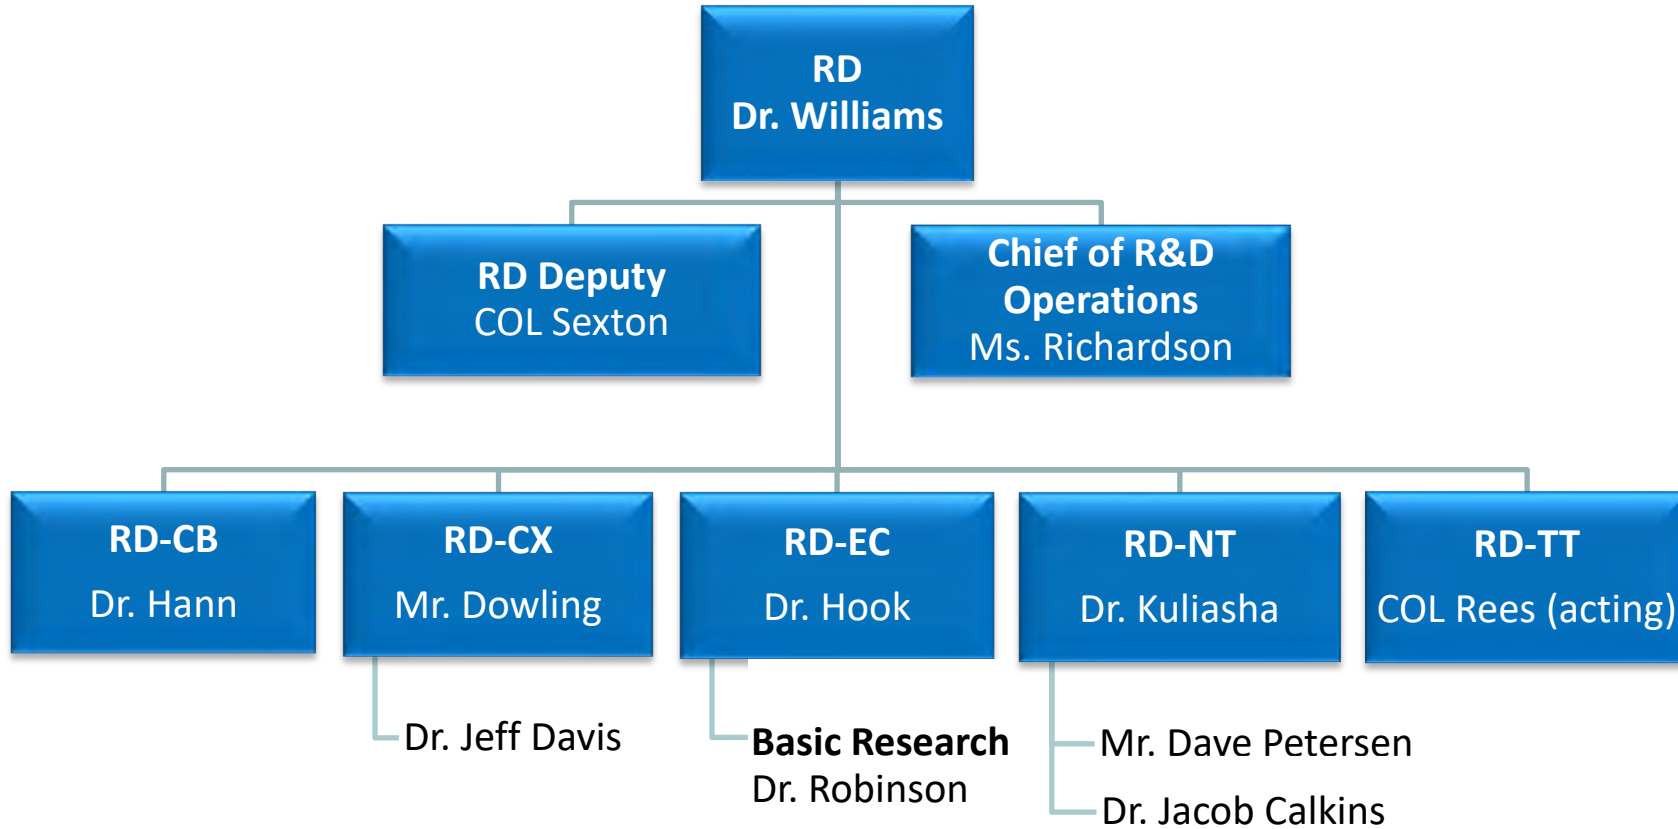 RD
Dr. Williams
RD Deputy
COL Sexton
Chief of R&D
Operations
Ms. Richardson
RD-CB
Dr. Hann
RD-CX
Mr. Dowling
RD-EC
Dr. Hook
RD-NT
Dr. Kuliasha
RD-TT
COL Rees (acting)
Dr. Jeff Davis
Basic Research
Dr. Robinson
Mr. Dave Petersen
Dr. Jacob Calkins